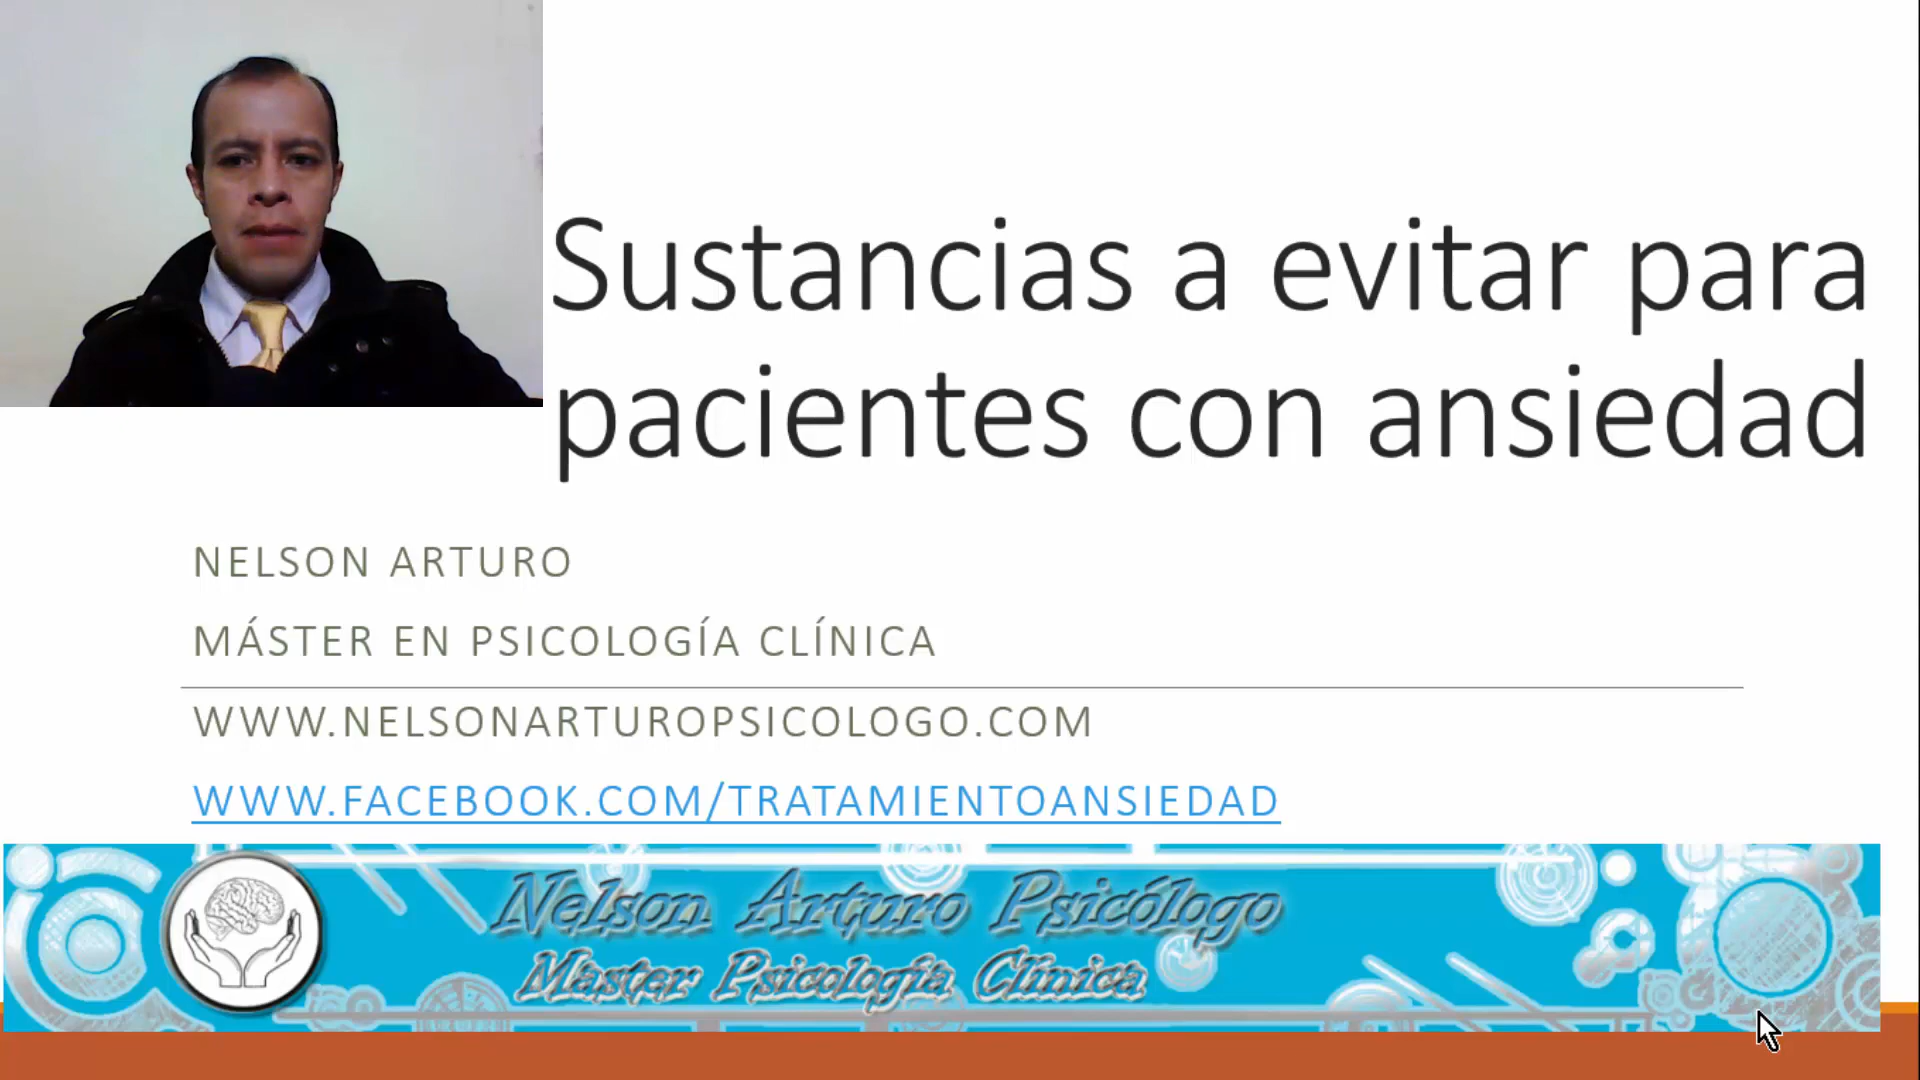 Sustancias a evitar para
pacientes con ansiedad
NELSON ARTURO
MÁSTER EN PSICOLOGÍA CLÍNICA
WWW.NELSONARTUROPSICOLOGO.COM
WWW.FACEBOOK.COM/TRATAMIENTOANSIEDAD
Nelson Arturo Psicólogo
Master Psicología Clínica